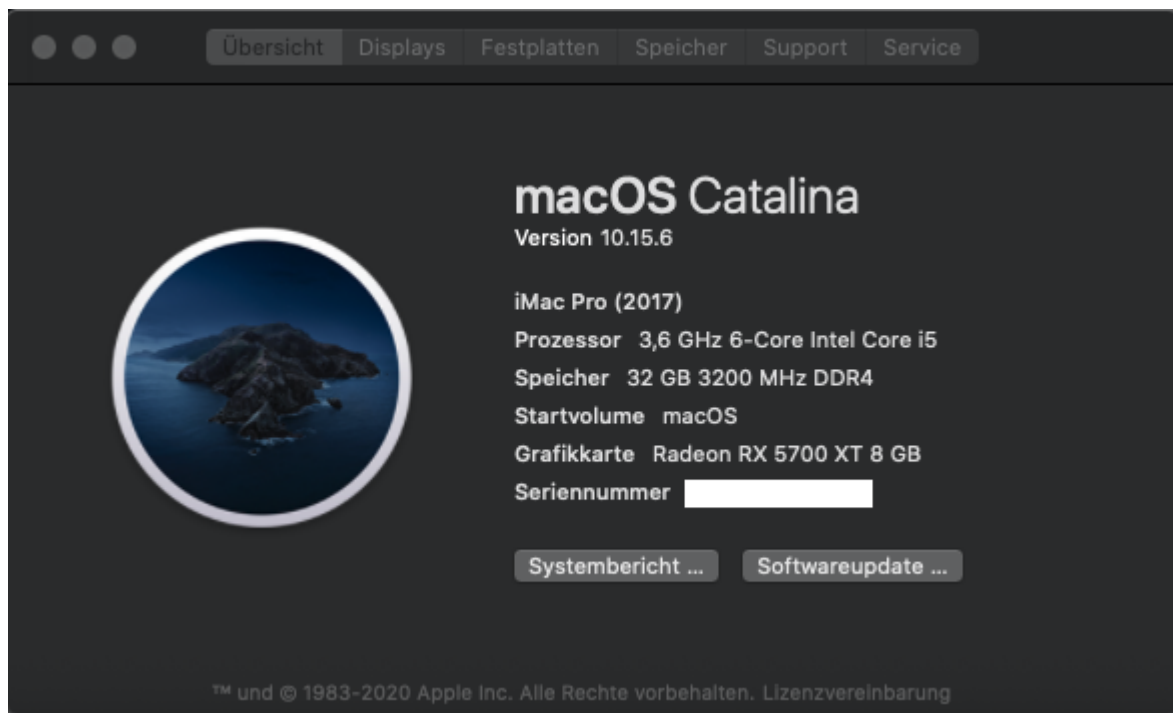 Übersicht Displays Festplatten Speicher Support Service
macOS Catalina
Version 10.15.6
iMac Pro (2017)
Prozessor 3,6 GHz 6-Core Intel Core i5
Speicher 32 GB 3200 MHz DDR4
Startvolume macOS
Grafikkarte Radeon RX 5700 XT 8 GB
Seriennummer
Systembericht ... Softwareupdate ...
™ und © 1983-2020 Apple Inc. Alle Rechte vorbehalten. Lizenzvereinbarung